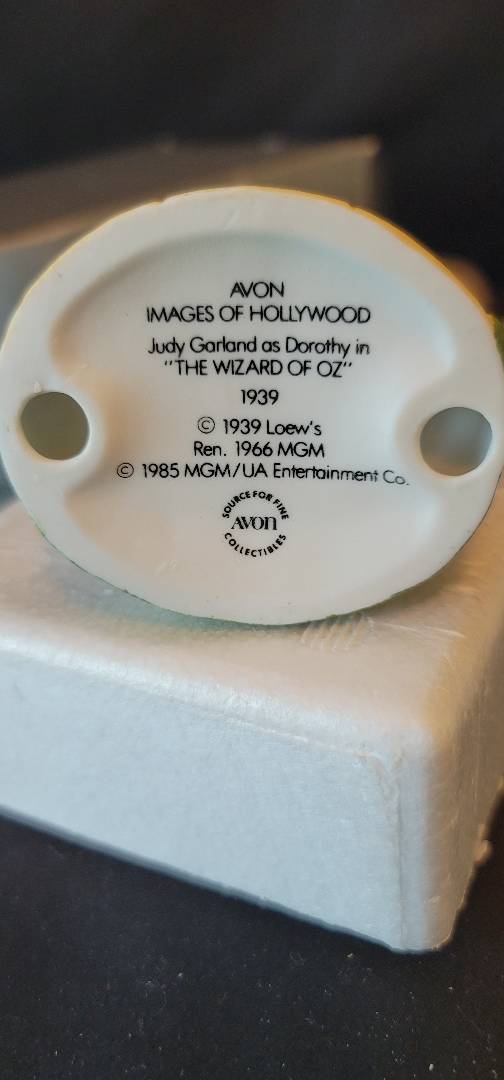 AVON
IMAGES OF HOLLYWOOD
Judy Garland as Dorothy in
"THE WIZARD OF OZ"
1939
© 1939 Loew's
Ren. 1966 MGM
© 1985 MGM/UA Entertainment Co.
SOURCE FOR FINE
AVON
COLLECTIBLES